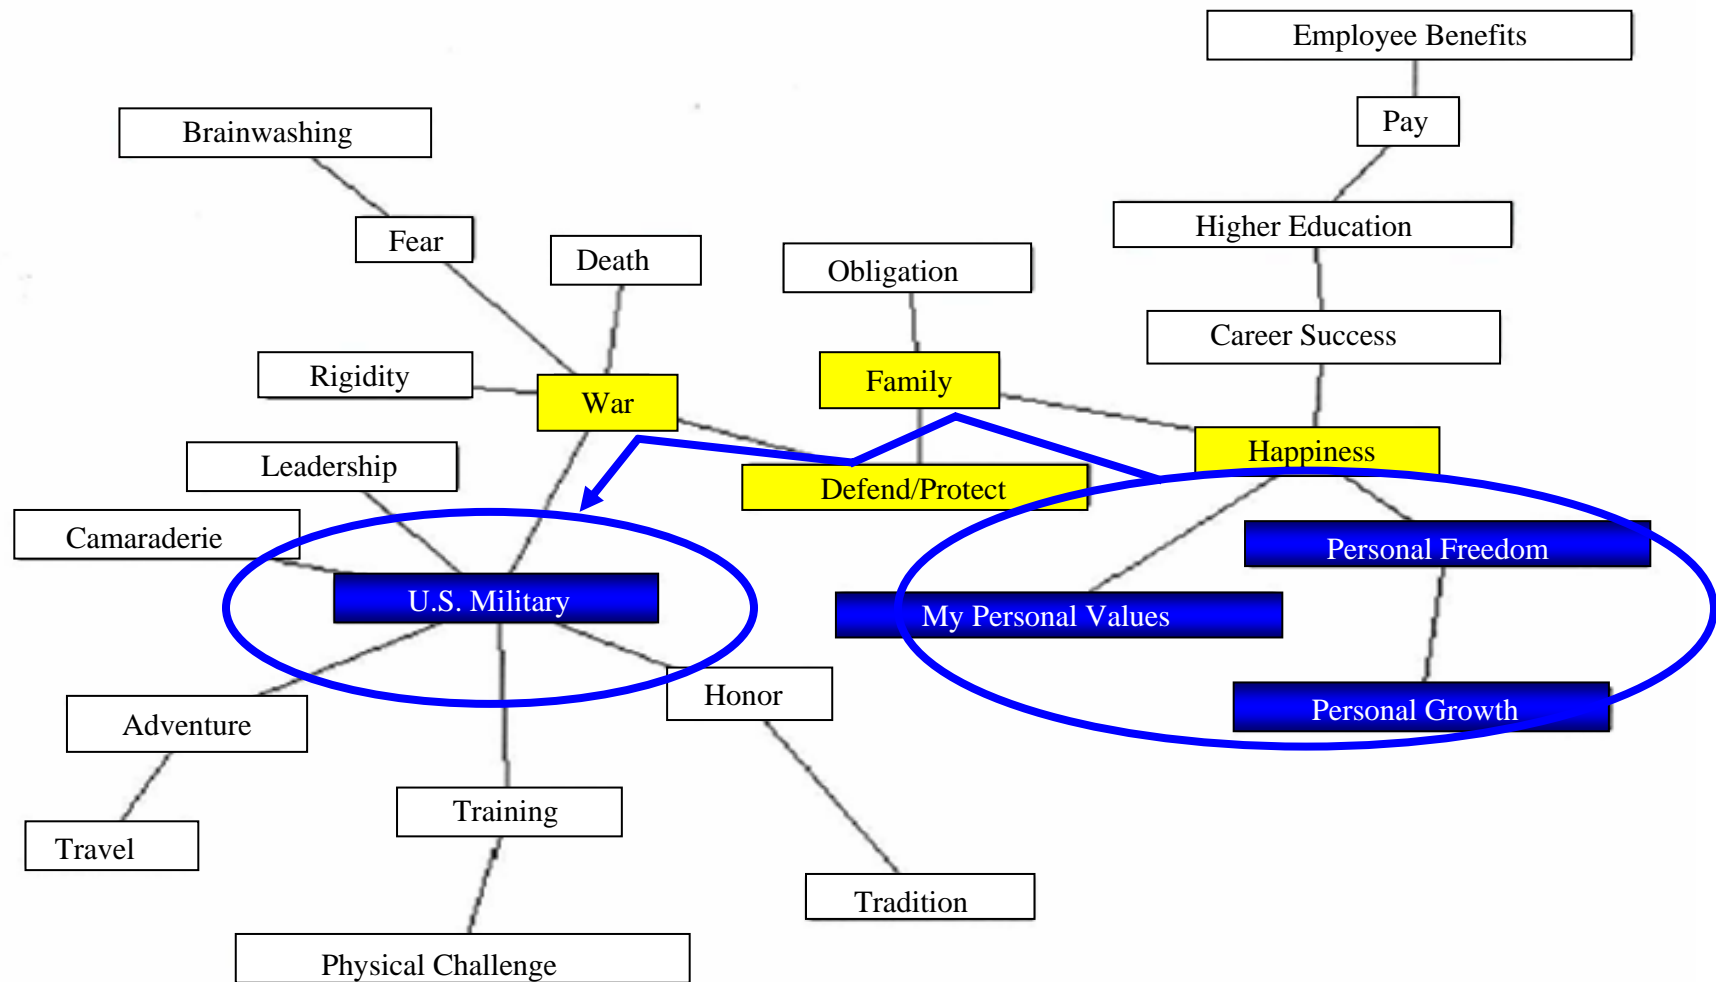 Employee Benefits
Pay
Brainwashing
Higher Education
Fear
Death
Obligation
Career Success
Rigidity
War
Family
Happiness
Leadership
Defend/Protect
Camaraderie
Personal Freedom
U.S. Military
My Personal Values
Honor
Personal Growth
Adventure
Training
Travel
Tradition
Physical Challenge